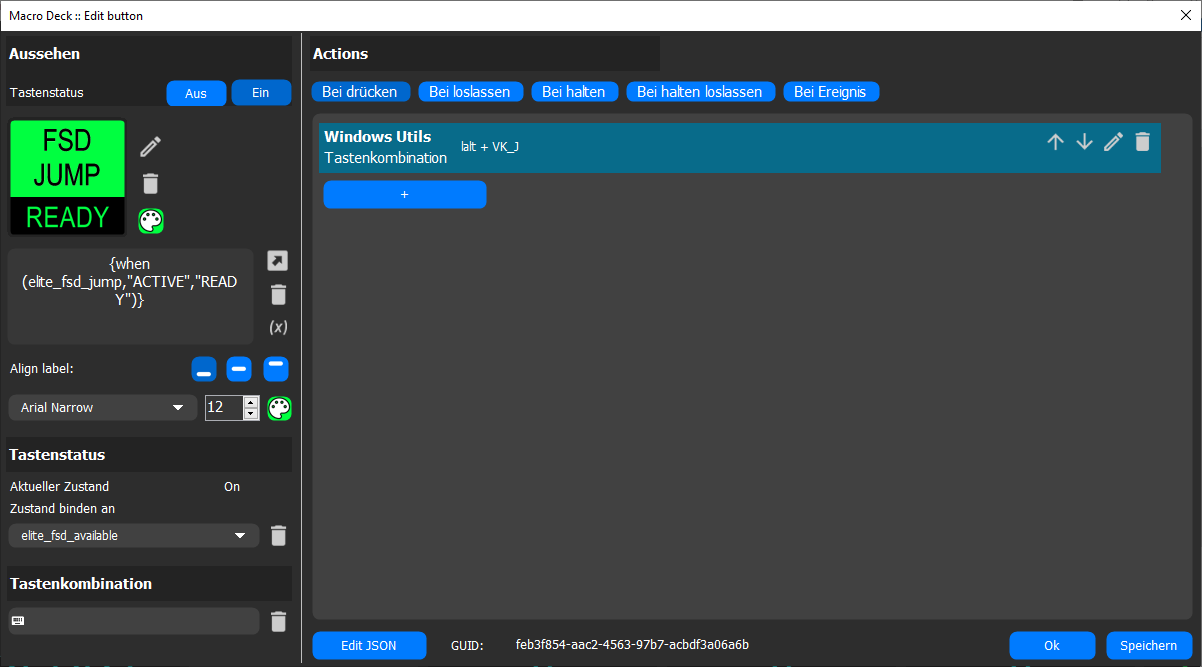 Macro Deck :: Edit button
Aussehen
Tastenstatus
Aus
Ein
FSD
JUMP
READY
{when
(elite_fsd_jump,"ACTIVE","READ
Y")}
(x)
Align label:
Arial Narrow
12
Tastenstatus
Aktueller Zustand
On
Zustand binden an
elite_fsd_available
Tastenkombination
Actions
Bei drücken
Bei loslassen
Bei halten
Bei halten loslassen
Bei Ereignis
Windows Utils
Tastenkombination
lalt + VK_J
+
Edit JSON
GUID:
feb3f854-aac2-4563-97b7-acbdf3a06a6b
Ok
Speichern